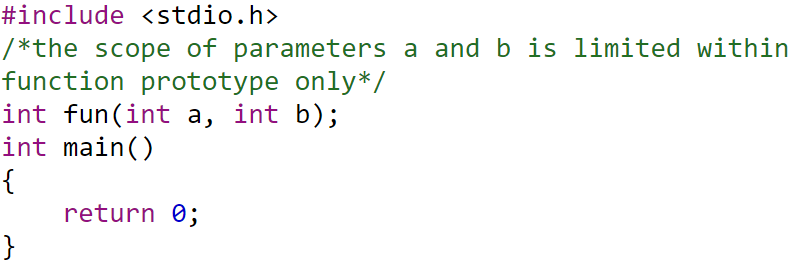 #include <stdio.h>
/*the scope of parameters a and b is limited within
function prototype only*/
int fun(int a, int b);
int main()
{
    return 0;
}